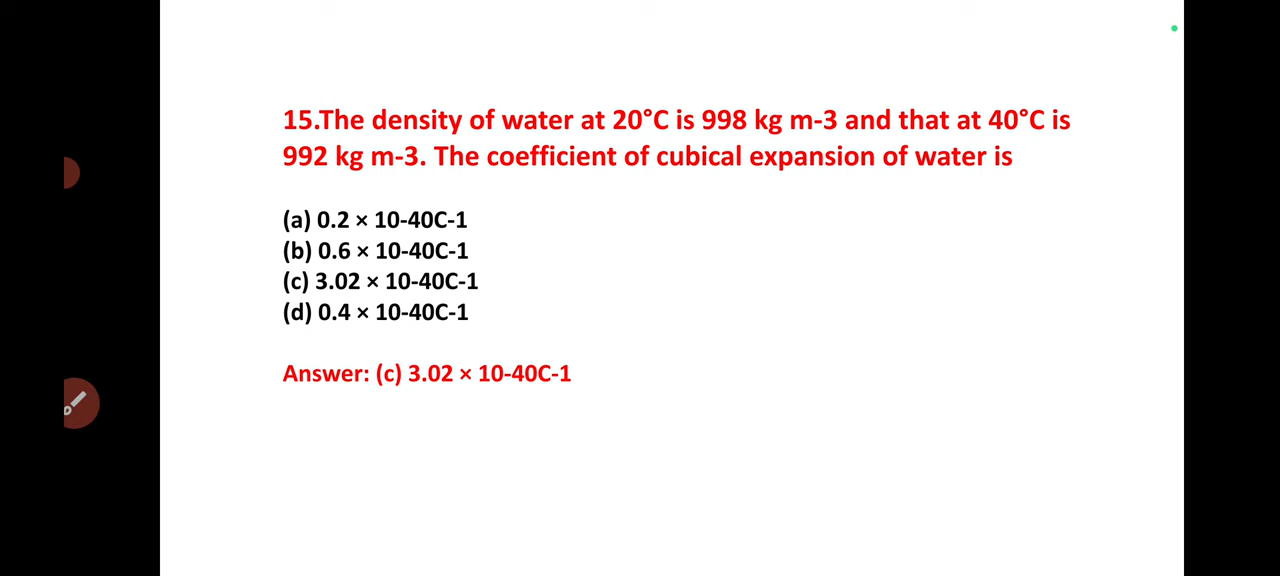 15.The density of water at 20°C is 998 kg m-3 and that at 40°C is
992 kg m-3. The coefficient of cubical expansion of water is
(a) 0.2 × 10-40C-1
(b) 0.6 × 10-40C-1
(c) 3.02 × 10-40C-1
(d) 0.4 × 10-40C-1
Answer: (c) 3.02 × 10-40C-1